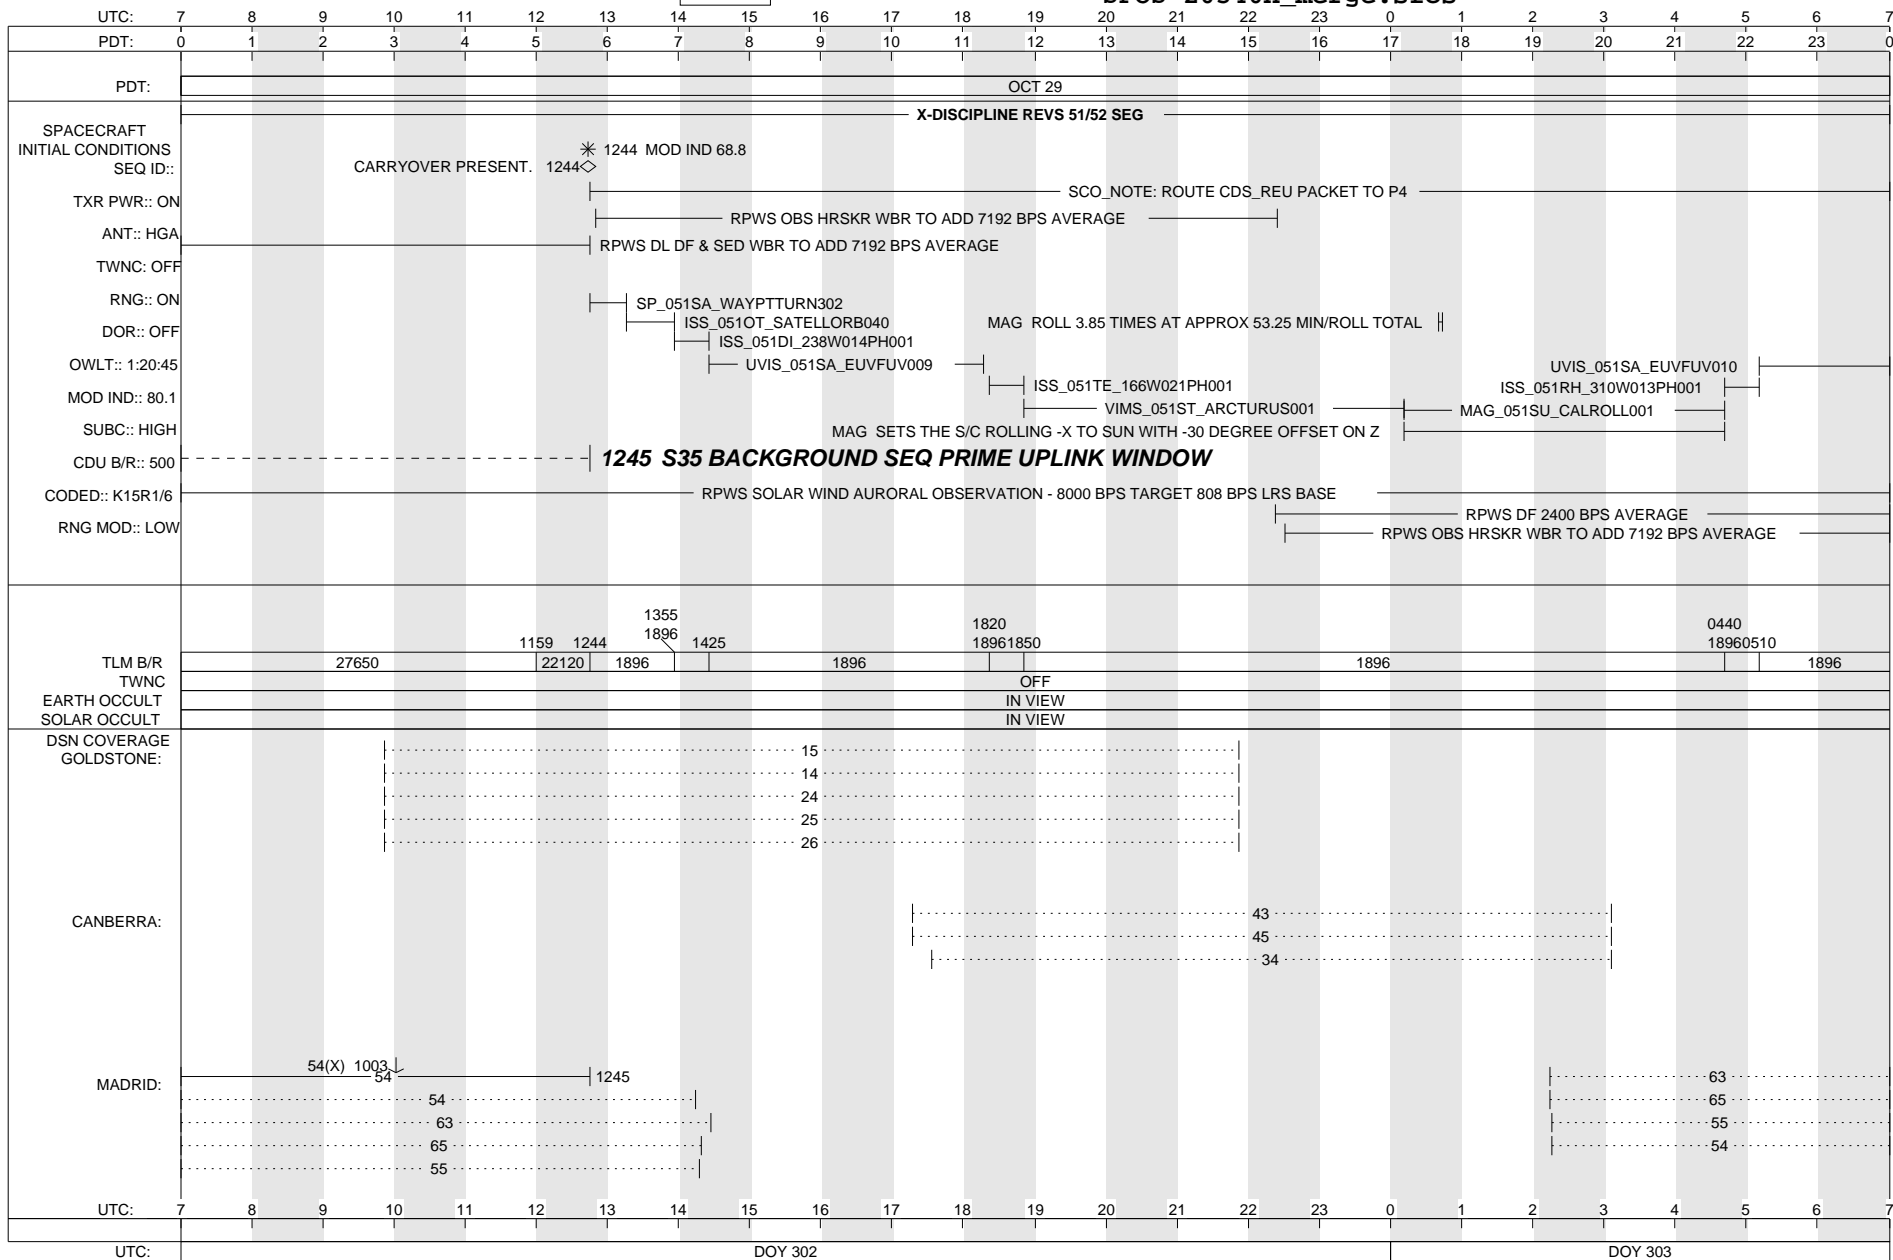 UTC: 7 8 9 10 11 12 13 14 15 16 17 18 19 20 21 22 23 0 1 2 3 4 5 6 7
PDT: 0 1 2 3 4 5 6 7 8 9 10 11 12 13 14 15 16 17 18 19 20 21 22 23 0
PDT: OCT 29
X-DISCIPLINE REVS 51/52 SEG
SPACECRAFT
INITIAL CONDITIONS
1244 MOD IND 68.8
SEQ ID::
CARRYOVER PRESENT. 1244
SCO_NOTE: ROUTE CDS_REU PACKET TO P4
TXR PWR:: ON
RPWS OBS HRSKR WBR TO ADD 7192 BPS AVERAGE
ANT:: HGA
RPWS DL DF & SED WBR TO ADD 7192 BPS AVERAGE
TWNC: OFF
RNG:: ON
SP_051SA_WAYPTTURN302
ISS_051OT_SATELLORB040
MAG ROLL 3.85 TIMES AT APPROX 53.25 MIN/ROLL TOTAL
DOR:: OFF
ISS_051DI_238W014PH001
OWLT:: 1:20:45
UVIS_051SA_EUVFUV009
UVIS_051SA_EUVFUV010
ISS_051TE_166W021PH001
ISS_051RH_310W013PH001
MOD IND:: 80.1
VIMS_051ST_ARCTURUS001
MAG_051SU_CALROLL001
SUBC:: HIGH
MAG SETS THE S/C ROLLING -X TO SUN WITH -30 DEGREE OFFSET ON Z
CDU B/R:: 500
1245 S35 BACKGROUND SEQ PRIME UPLINK WINDOW
CODED:: K15R1/6
RPWS SOLAR WIND AURORAL OBSERVATION - 8000 BPS TARGET 808 BPS LRS BASE
RPWS DF 2400 BPS AVERAGE
RNG MOD:: LOW
RPWS OBS HRSKR WBR TO ADD 7192 BPS AVERAGE
1355
1820 0440
1896
1159 1244 1425 18961850 18960510
TLM B/R 27650 22120 1896 1896 1896 1896
TWNC OFF
EARTH OCCULT IN VIEW
SOLAR OCCULT IN VIEW
DSN COVERAGE
GOLDSTONE:
15
14
24
25
26
CANBERRA:
43
45
34
MADRID:
54(X) 1003
54 1245 63
54 65
63 55
65 54
55
UTC: 7 8 9 10 11 12 13 14 15 16 17 18 19 20 21 22 23 0 1 2 3 4 5 6 7
UTC: DOY 302 DOY 303